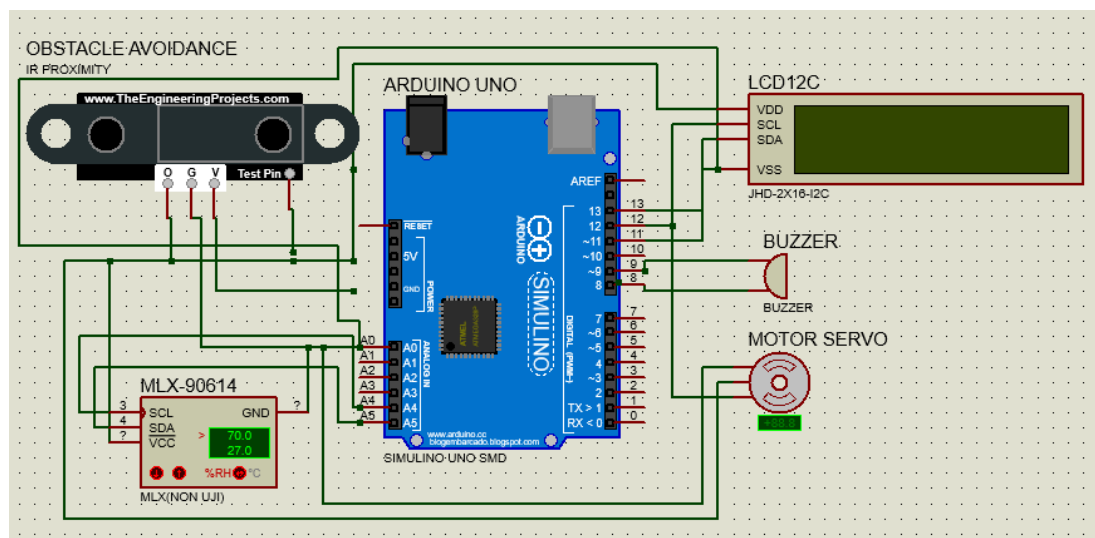 OBSTACLE AVOIDANCE
IR PROXIMITY
www.TheEngineeringProjects.com
O G V Test Pin
ARDUINO UNO
AREF
RESET
5V
GND
POWER
13 13
12 12
~11 11
~10 10
~9 9
8 8
7 7
~6 6
~5 5
4 4
~3 3
2 2
TX > 1 1
RX < 0 0
ARDUINO
SIMULINO
DIGITAL (PWM~)
ANALOG IN
A0 A0
A1 A1
A2 A2
A3 A3
A4 A4
A5 A5
ATMEL
www.arduino.cc
blogembarcado.blogspot.com
SIMULINO UNO SMD
LCD12C
VDD
SCL
SDA
VSS
JHD-2X16-I2C
BUZZER
BUZZER
MOTOR SERVO
MLX-90614
3 SCL GND ?
4 SDA
? VCC
> 70.0
27.0
%RH °C
MLX(NON UJI)